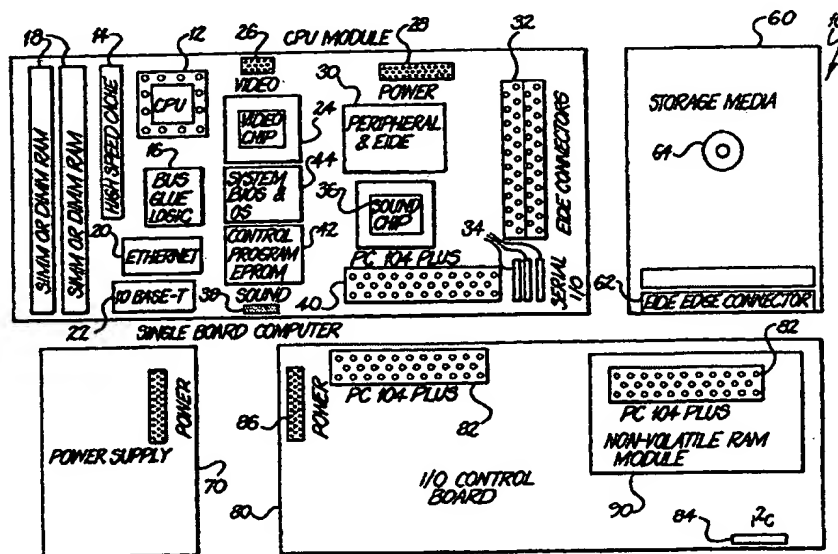 18
14
12
26
CPU MODULE
28
32
60
10
SIMM OR DIMM RAM
SIMM OR DIMM RAM
HIGH SPEED CACHE
CPU
VIDEO
VIDEO CHIP
24
POWER
30
PERIPHERAL & EIDE
EIDE CONNECTORS
STORAGE MEDIA
64
16
BUS GLUE LOGIC
SYSTEM BIOS & OS
44
36
SOUND CHIP
34
20
ETHERNET
CONTROL PROGRAM EPROM
42
PC 104 PLUS
SERIAL I/O
22
10 BASE-T
SOUND
38
40
62
EIDE EDGE CONNECTOR
SINGLE BOARD COMPUTER
82
POWER SUPPLY
POWER
70
86
POWER
PC 104 PLUS
82
I/O CONTROL BOARD
80
PC 104 PLUS
NON-VOLATILE RAM MODULE
90
84
I²C